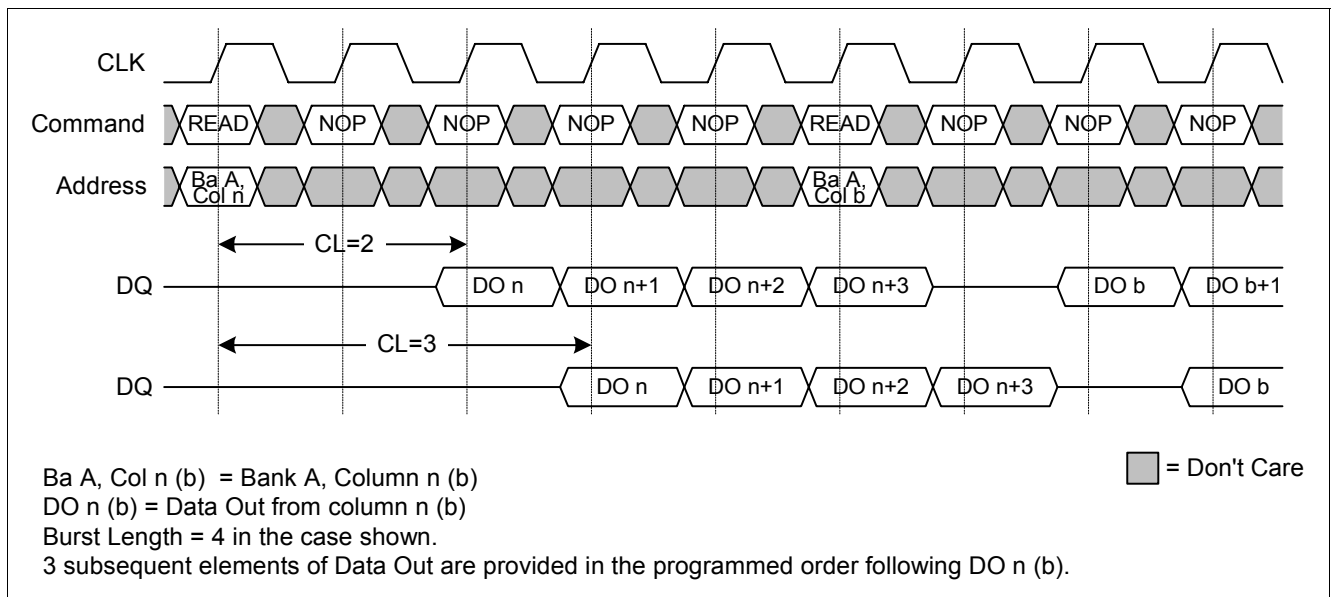 CLK
Command READ NOP NOP NOP NOP READ NOP NOP NOP
Address Ba A, Col n Ba A, Col b
CL=2
DQ DO n DO n+1 DO n+2 DO n+3 DO b DO b+1
CL=3
DQ DO n DO n+1 DO n+2 DO n+3 DO b
Ba A, Col n (b) = Bank A, Column n (b)
= Don't Care
DO n (b) = Data Out from column n (b)
Burst Length = 4 in the case shown.
3 subsequent elements of Data Out are provided in the programmed order following DO n (b).